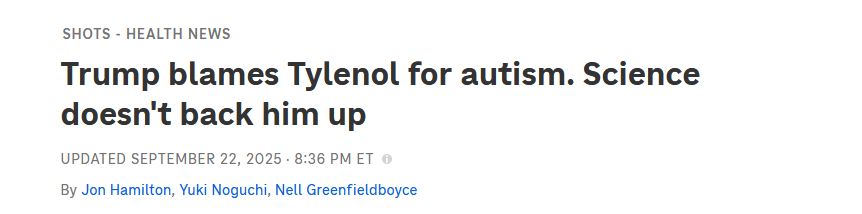 SHOTS - HEALTH NEWS
Trump blames Tylenol for autism. Science
doesn't back him up
UPDATED SEPTEMBER 22, 2025 · 8:36 PM ET
By Jon Hamilton, Yuki Noguchi, Nell Greenfieldboyce